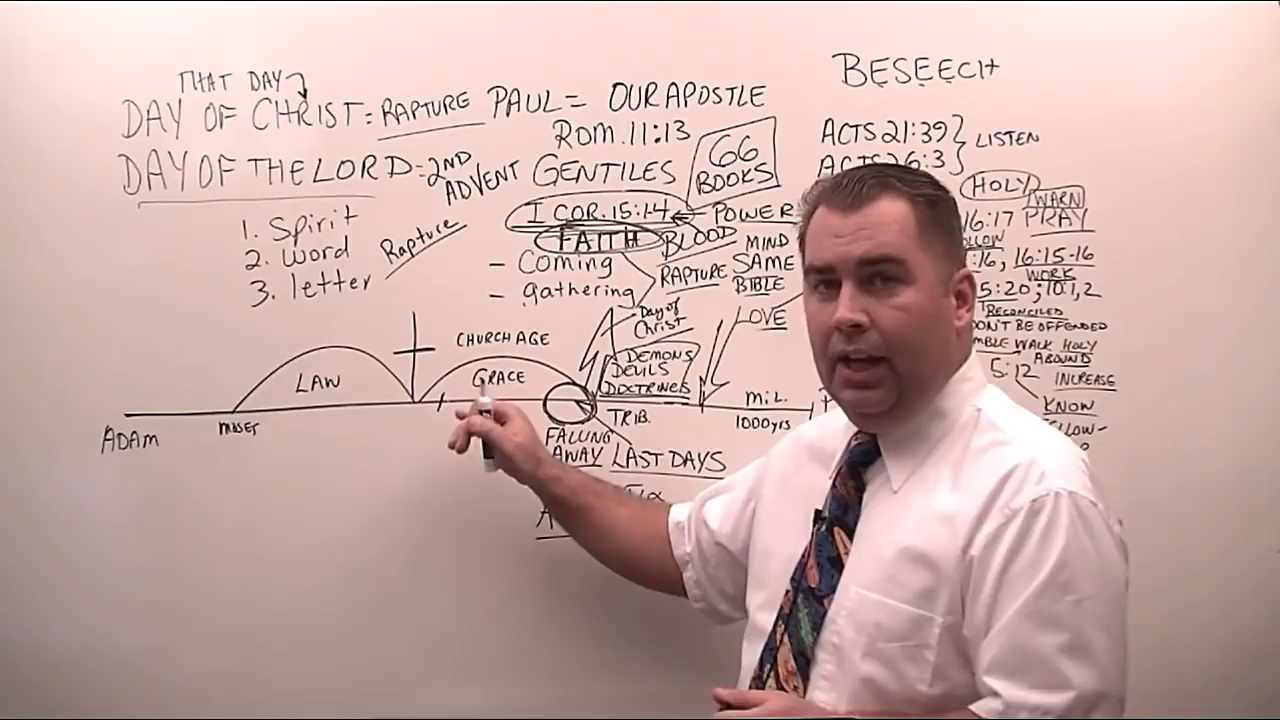 THAT DAY
DAY OF CHRIST = RAPTURE
DAY OF THE LORD = 2ND ADVENT
1. Spirit
2. Word
3. letter
Rapture
PAUL = OUR APOSTLE
ROM. 11:13
GENTILES
66
BOOKS
I COR. 15:1-4
FAITH
- Coming
- gathering
POWER
BLOOD
MIND
RAPTURE SAME
BIBLE
LOVE
Day of
Christ
DEMONS
DEVILS
DOCTRINES
CHURCH AGE
LAW
GRACE
ADAM
MOSES
TRIB.
MIL.
1000yrs
FALLING
AWAY
LAST DAYS
BESEECH
ACTS 21:39
ACTS 26:3
LISTEN
HOLY
WARN
16:17 PRAY
:16, 16:15-16
WORK
5:20; 10:1,2
RECONCILED
DON'T BE OFFENDED
WALK HOLY
ABOUND
5:12
INCREASE
KNOW